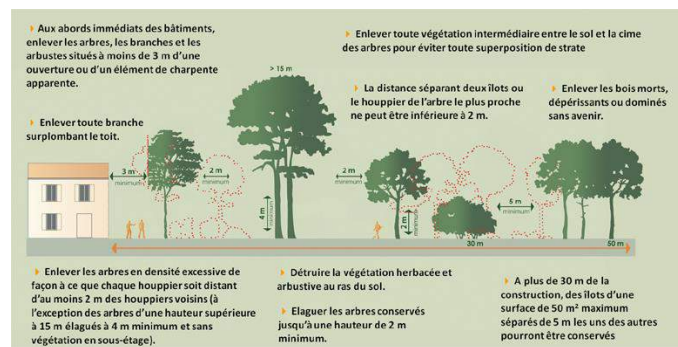 Aux abords immédiats des bâtiments,
enlever les arbres, les branches et les
arbustes situés à moins de 3 m d'une
ouverture ou d'un élément de charpente
apparente.
Enlever toute branche
surplombant le toit.
Enlever toute végétation intermédiaire entre le sol et la cime
des arbres pour éviter toute superposition de strate
> 15 m
La distance séparant deux îlots ou
le houppier de l'arbre le plus proche
ne peut être inférieure à 2 m.
Enlever les bois morts,
dépérissants ou dominés
sans avenir.
3 m
minimum
2 m
minimum
4 m
minimum
2 m
minimum
2 m
minimum
5 m
minimum
30 m
50 m
Enlever les arbres en densité excessive de
façon à ce que chaque houppier soit distant
d'au moins 2 m des houppiers voisins (à
l'exception des arbres d'une hauteur supérieure
à 15 m élagués à 4 m minimum et sans
végétation en sous-étage).
Détruire la végétation herbacée et
arbustive au ras du sol.
Elaguer les arbres conservés
jusqu'à une hauteur de 2 m
minimum.
A plus de 30 m de la
construction, des îlots d'une
surface de 50 m² maximum
séparés de 5 m les uns des autres
pourront être conservés